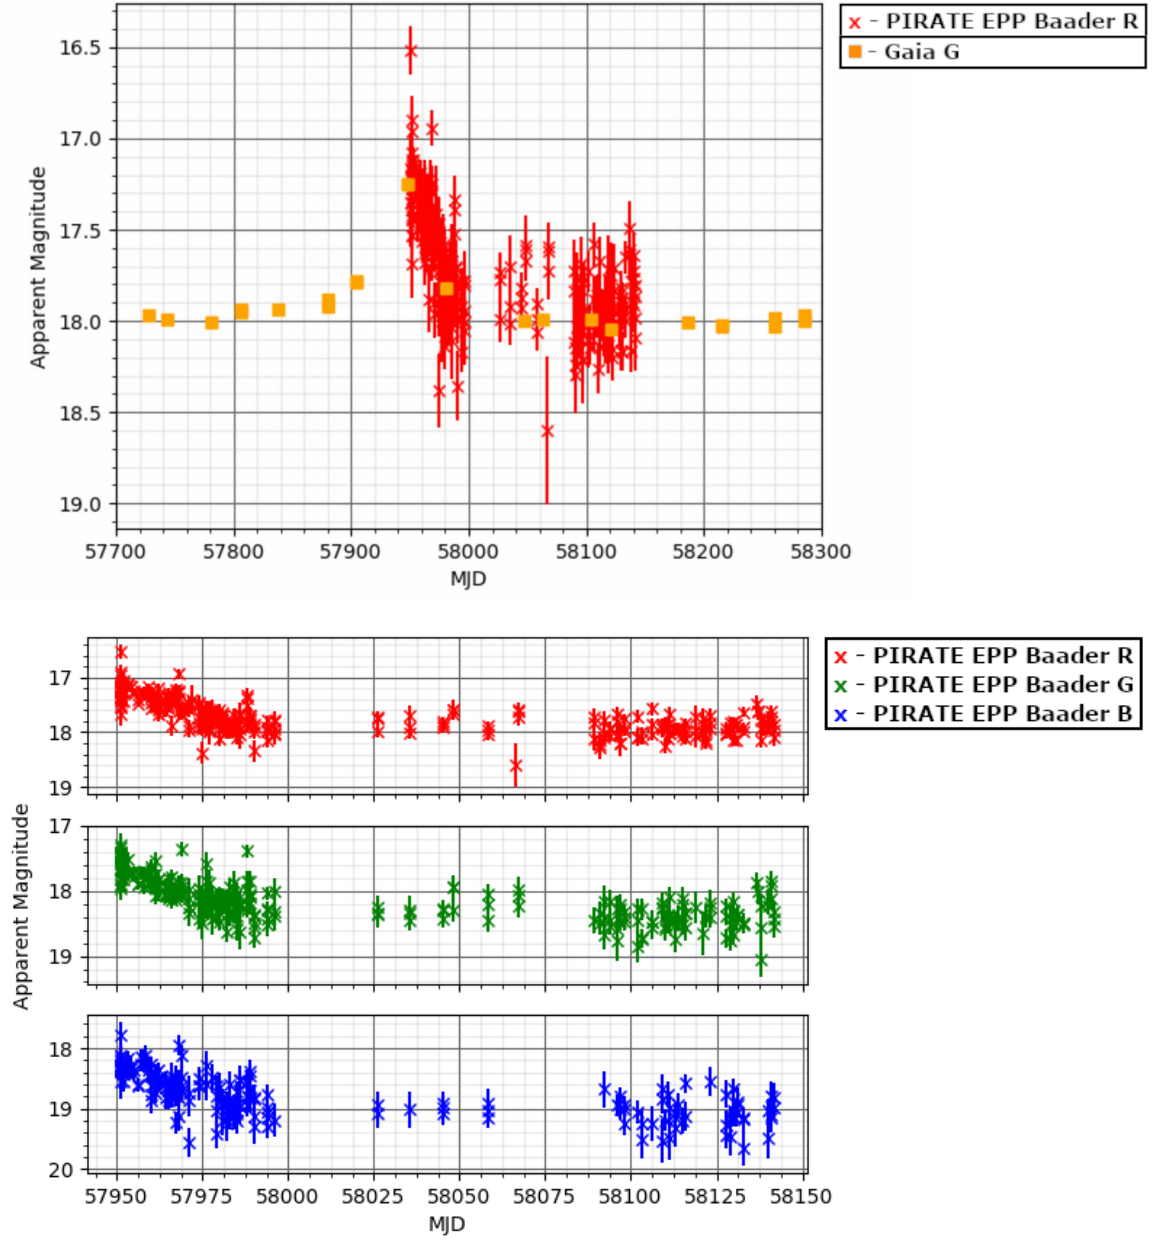 x - PIRATE EPP Baader R
- Gaia G
16.5
17.0
17.5
18.0
18.5
19.0
Apparent Magnitude
57700 57800 57900 58000 58100 58200 58300
MJD
x - PIRATE EPP Baader R
x - PIRATE EPP Baader G
x - PIRATE EPP Baader B
17
18
19
17
18
19
18
19
20
Apparent Magnitude
57950 57975 58000 58025 58050 58075 58100 58125 58150
MJD